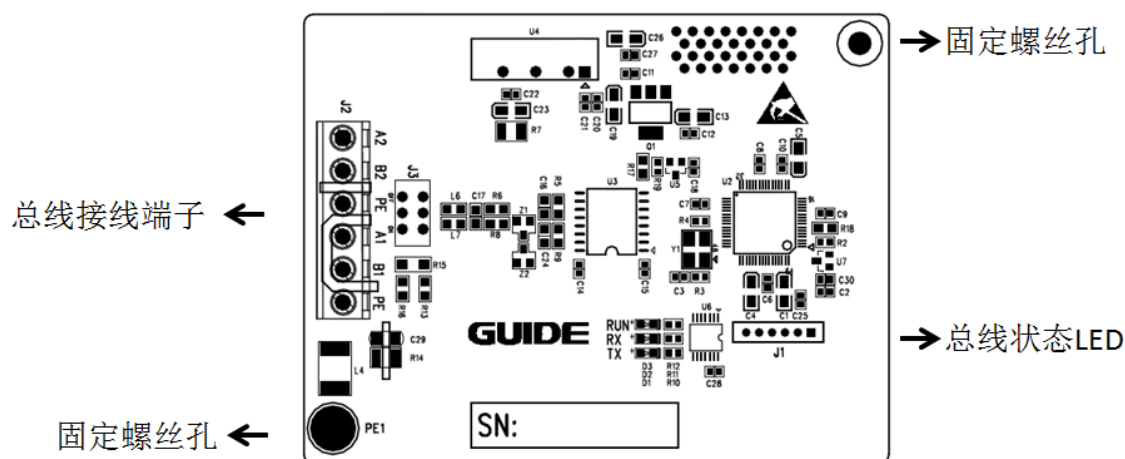 U4
C26
C27
C11
固定螺丝孔
C22
C23
R7
C21
C20
C19
C13
C12
Q1
C5
J2
A2
B2
PE
A1
B1
PE
J3
OFF
ON
总线接线端子
L6
C17
R6
L7
R8
Z1
Z2
C16
R5
C24
R9
U3
C14
C15
R17
R19
U5
C18
C8
C10
U2
32
16
C7
R4
Y1
C3
R3
C9
R18
R2
U7
C30
C2
C6
C4
C1
C25
R15
R16
R13
C29
R14
L4
GUIDE
RUN
RX
TX
D3
D2
D1
R12
R11
R10
U6
C28
J1
总线状态LED
固定螺丝孔
PE1
SN: